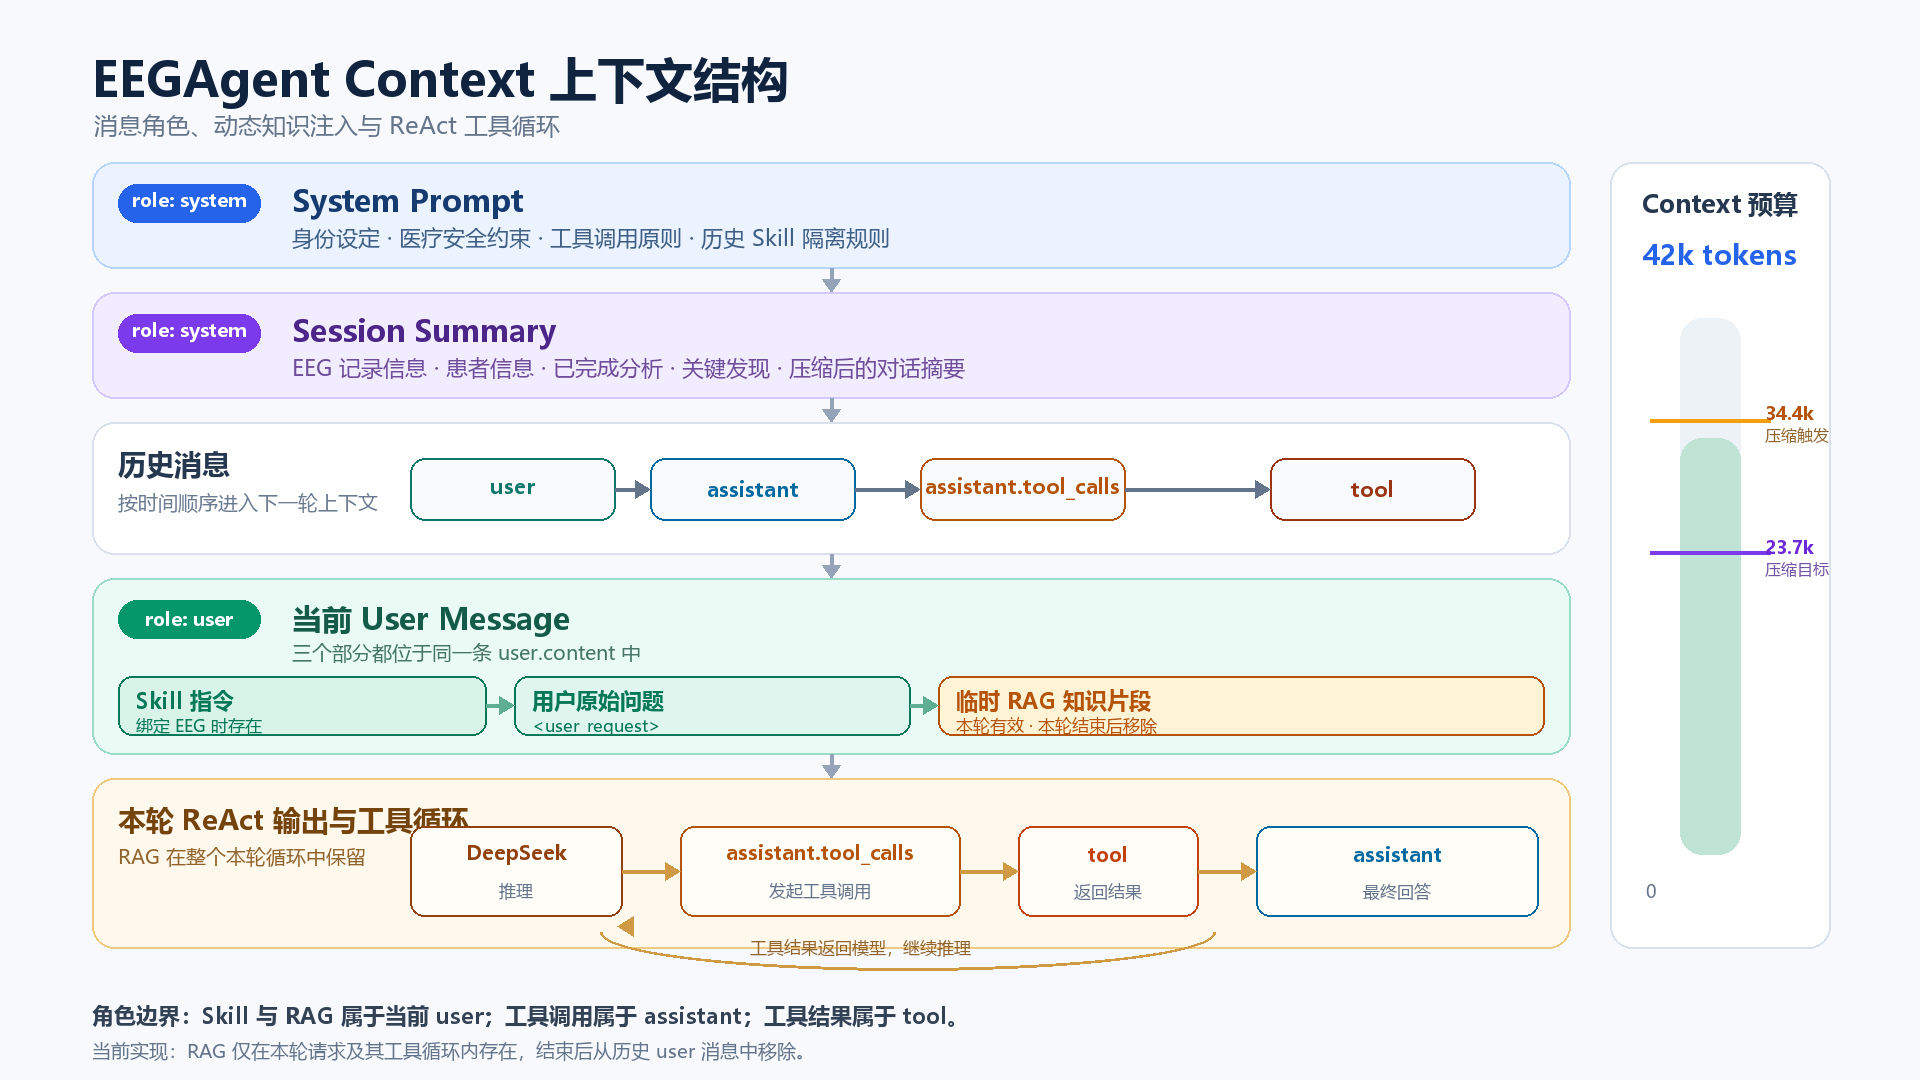 EEGAgent Context 上下文结构
消息角色、动态知识注入与 ReAct 工具循环
role: system
System Prompt
身份设定 · 医疗安全约束 · 工具调用原则 · 历史 Skill 隔离规则
role: system
Session Summary
EEG 记录信息 · 患者信息 · 已完成分析 · 关键发现 · 压缩后的对话摘要
历史消息
按时间顺序进入下一轮上下文
user
assistant
assistant.tool_calls
tool
role: user
当前 User Message
三个部分都位于同一条 user.content 中
Skill 指令
绑定 EEG 时存在
用户原始问题
<user_request>
临时 RAG 知识片段
本轮有效 · 本轮结束后移除
本轮 ReAct 输出与工具循环
RAG 在整个本轮循环中保留
DeepSeek
推理
assistant.tool_calls
发起工具调用
tool
返回结果
assistant
最终回答
工具结果返回模型，继续推理
Context 预算
42k tokens
34.4k
压缩触发
23.7k
压缩目标
0
角色边界：Skill 与 RAG 属于当前 user；工具调用属于 assistant；工具结果属于 tool。
当前实现：RAG 仅在本轮请求及其工具循环内存在，结束后从历史 user 消息中移除。